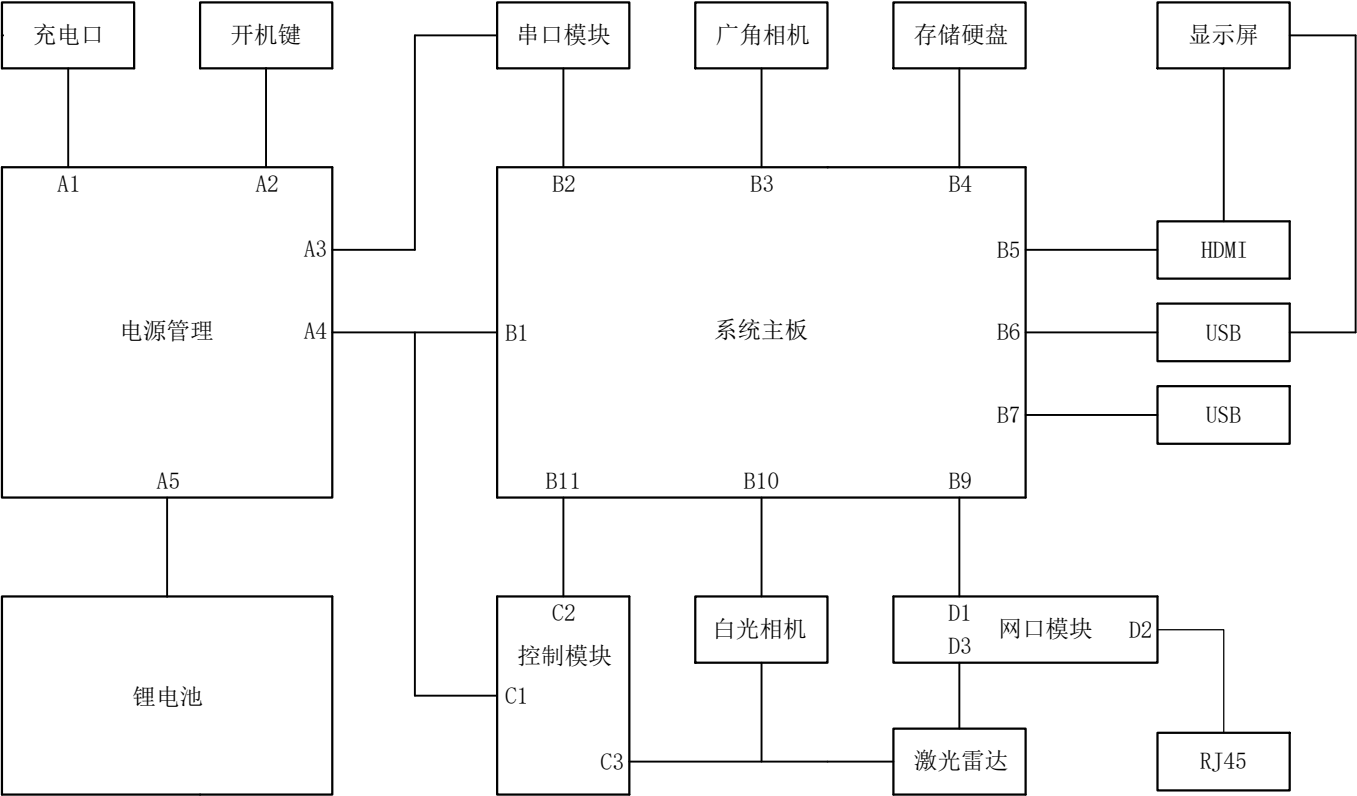 充电口
开机键
串口模块
广角相机
存储硬盘
显示屏
A1
A2
B2
B3
B4
A3
B5
HDMI
电源管理
A4
B1
系统主板
B6
USB
B7
USB
A5
B11
B10
B9
C2
D1
控制模块
白光相机
网口模块
D2
D3
锂电池
C1
C3
激光雷达
RJ45